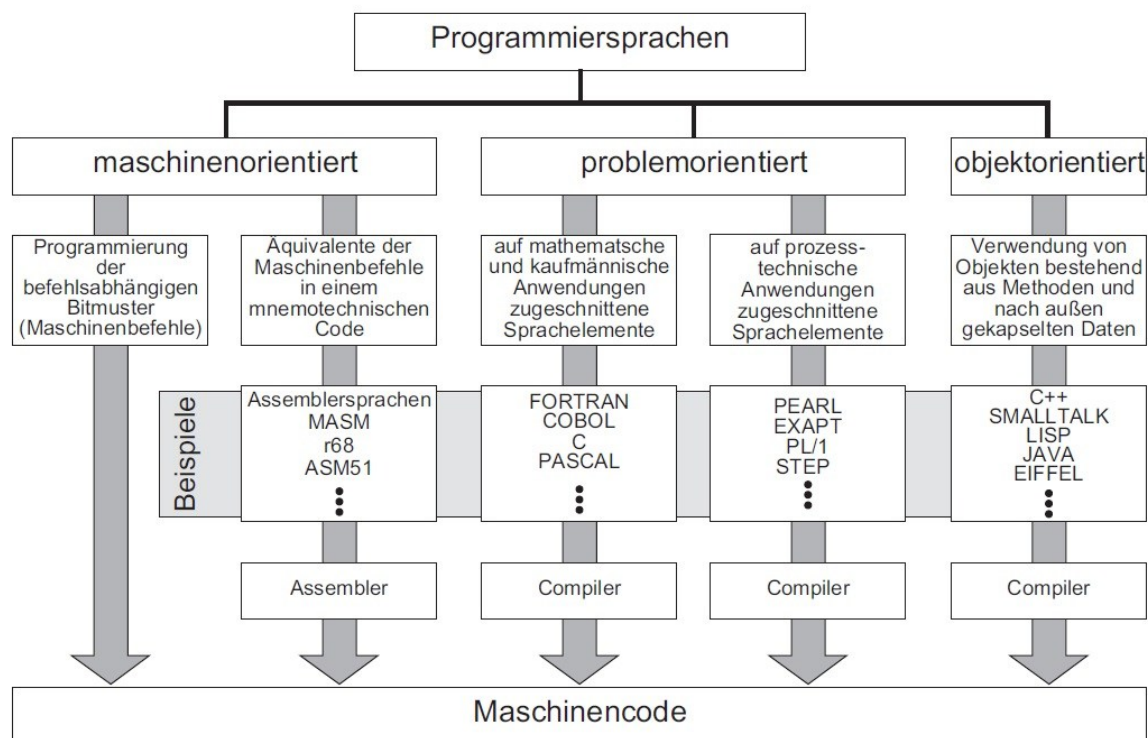 Programmiersprachen
maschinenorientiert
problemorientiert
objektorientiert
Programmierung
der
befehlsabhängigen
Bitmuster
(Maschinenbefehle)
Äquivalente der
Maschinenbefehle
in einem
mnemotechnischen
Code
auf mathematsche
und kaufmännische
Anwendungen
zugeschnittene
Sprachelemente
auf prozess-
technische
Anwendungen
zugeschnittene
Sprachelemente
Verwendung von
Objekten bestehend
aus Methoden und
nach außen
gekapselten Daten
Beispiele
Assemblersprachen
MASM
r68
ASM51
FORTRAN
COBOL
C
PASCAL
PEARL
EXAPT
PL/1
STEP
C++
SMALLTALK
LISP
JAVA
EIFFEL
Assembler
Compiler
Compiler
Compiler
Maschinencode